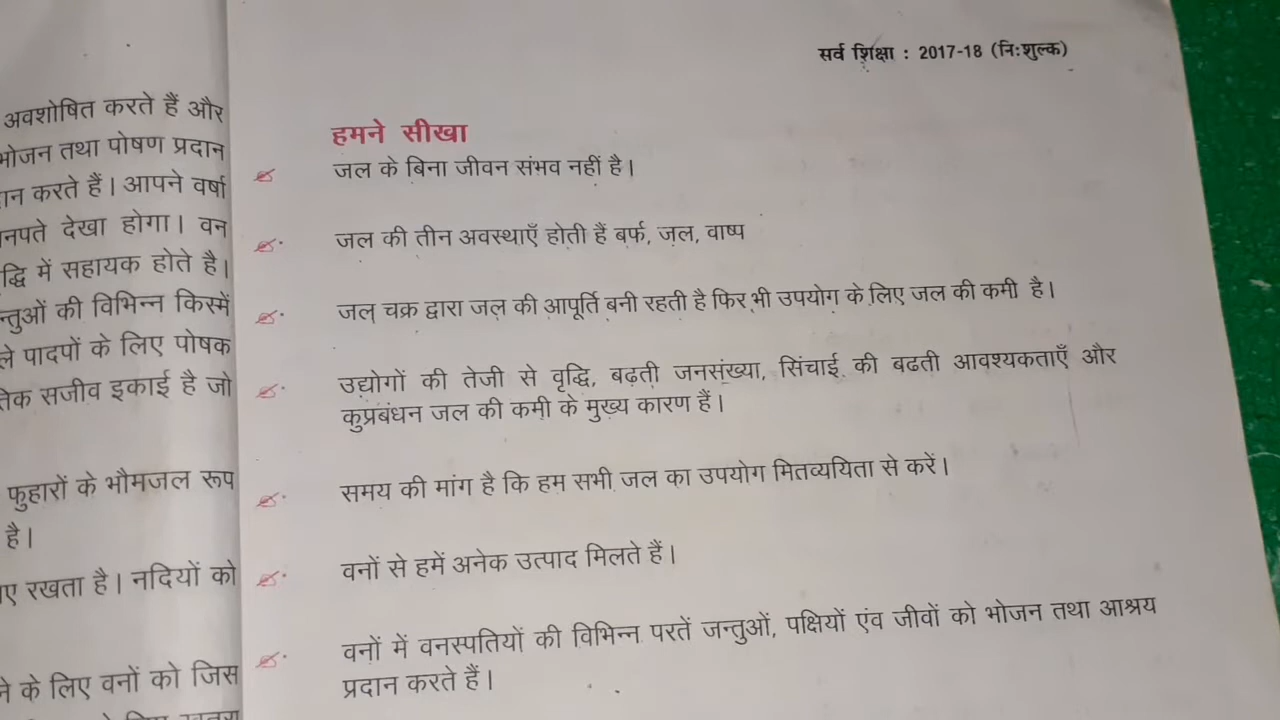 सर्व शिक्षा : 2017-18 (नि:शुल्क)
अवशोषित करते हैं और
भोजन तथा पोषण प्रदान
करते हैं। आपने वर्षा
देखा होगा। वन
में सहायक होते है।
की विभिन्न किस्में
पादपों के लिए पोषक
सजीव इकाई है जो
फुहारों के भौमजल रूप
है।
रखता है। नदियों को
के लिए वनों को जिस
हमने सीखा
जल के बिना जीवन संभव नहीं है।
जल की तीन अवस्थाएँ होती हैं बर्फ, जल, वाष्प
जल चक्र द्वारा जल की आपूर्ति बनी रहती है फिर भी उपयोग के लिए जल की कमी है।
उद्योगों की तेजी से वृद्धि, बढ़ती जनसंख्या, सिंचाई की बढती आवश्यकताएँ और
कुप्रबंधन जल की कमी के मुख्य कारण हैं।
समय की मांग है कि हम सभी जल का उपयोग मितव्ययिता से करें।
वनों से हमें अनेक उत्पाद मिलते हैं।
वनों में वनस्पतियों की विभिन्न परतें जन्तुओं, पक्षियों एंव जीवों को भोजन तथा आश्रय
प्रदान करते हैं।